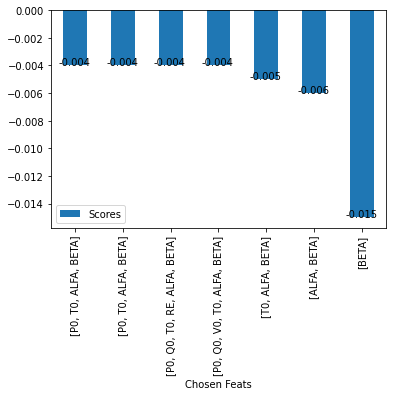 0.000
-0.002
-0.004
-0.006
-0.008
-0.010
-0.012
-0.014
-0.004
-0.004
-0.004
-0.004
-0.005
-0.006
-0.015
Scores
[P0, T0, ALFA, BETA]
[P0, T0, ALFA, BETA]
[P0, Q0, T0, RE, ALFA, BETA]
[P0, Q0, V0, T0, ALFA, BETA]
[T0, ALFA, BETA]
[ALFA, BETA]
[BETA]
Chosen Feats